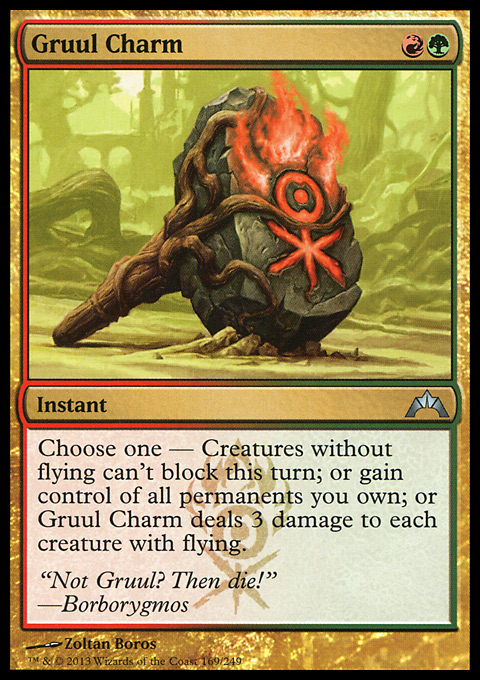 Gruul Charm
Instant
Choose one — Creatures without
flying can't block this turn; or gain
control of all permanents you own; or
Gruul Charm deals 3 damage to each
creature with flying.
“Not Gruul? Then die!”
—Borborygmos
Zoltan Boros
™ & © 2013 Wizards of the Coast 169/249